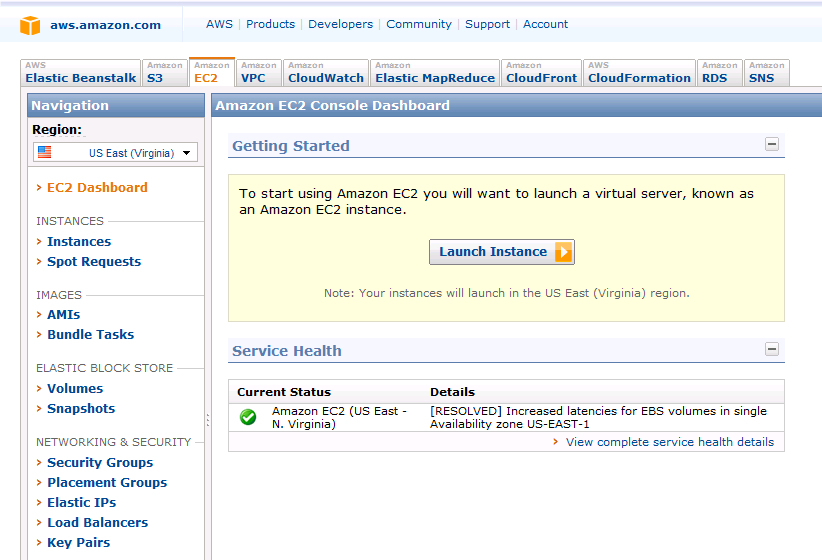 aws.amazon.com
AWS | Products | Developers | Community | Support | Account
AWS
Elastic Beanstalk
Amazon
S3
Amazon
EC2
Amazon
VPC
Amazon
CloudWatch
Amazon
Elastic MapReduce
Amazon
CloudFront
AWS
CloudFormation
Amazon
RDS
Amazon
SNS
Navigation
Region:
US East (Virginia)
EC2 Dashboard
INSTANCES
Instances
Spot Requests
IMAGES
AMIs
Bundle Tasks
ELASTIC BLOCK STORE
Volumes
Snapshots
NETWORKING & SECURITY
Security Groups
Placement Groups
Elastic IPs
Load Balancers
Key Pairs
Amazon EC2 Console Dashboard
Getting Started
To start using Amazon EC2 you will want to launch a virtual server, known as
an Amazon EC2 instance.
Launch Instance
Note: Your instances will launch in the US East (Virginia) region.
Service Health
Current Status
Details
Amazon EC2 (US East -
N. Virginia)
[RESOLVED] Increased latencies for EBS volumes in single
Availability zone US-EAST-1
View complete service health details